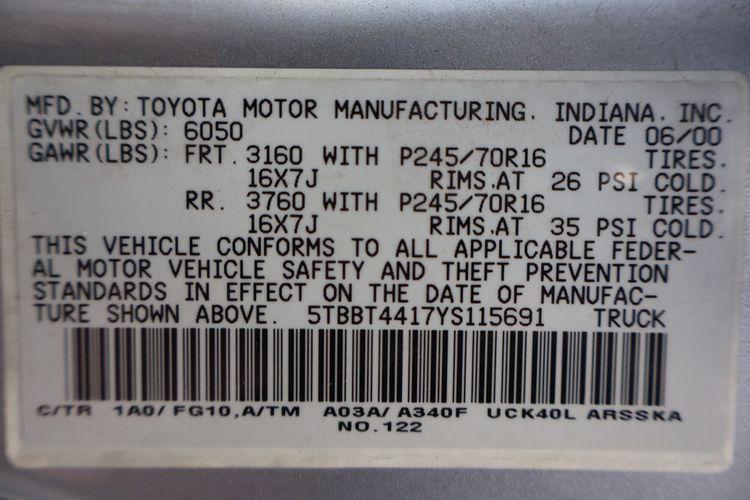 MFD. BY: TOYOTA MOTOR MANUFACTURING, INDIANA, INC.
GVWR(LBS): 6050 DATE 06/00
GAWR(LBS): FRT. 3160 WITH P245/70R16 TIRES,
16X7J RIMS,AT 26 PSI COLD.
RR. 3760 WITH P245/70R16 TIRES,
16X7J RIMS,AT 35 PSI COLD.
THIS VEHICLE CONFORMS TO ALL APPLICABLE FEDER-
AL MOTOR VEHICLE SAFETY AND THEFT PREVENTION
STANDARDS IN EFFECT ON THE DATE OF MANUFAC-
TURE SHOWN ABOVE. 5TBBT4417YS115691 TRUCK
C/TR 1A0/ FG10,A/TM A03A/ A340F UCK40L ARSSKA
NO.122